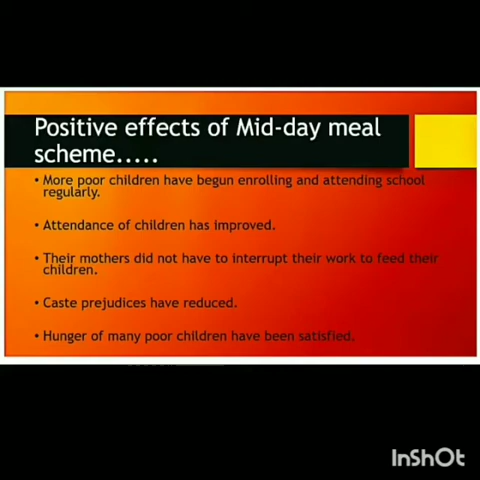 Positive effects of Mid-day meal
scheme.....
• More poor children have begun enrolling and attending school
regularly.
• Attendance of children has improved.
• Their mothers did not have to interrupt their work to feed their
children.
• Caste prejudices have reduced.
• Hunger of many poor children have been satisfied.
InShOt